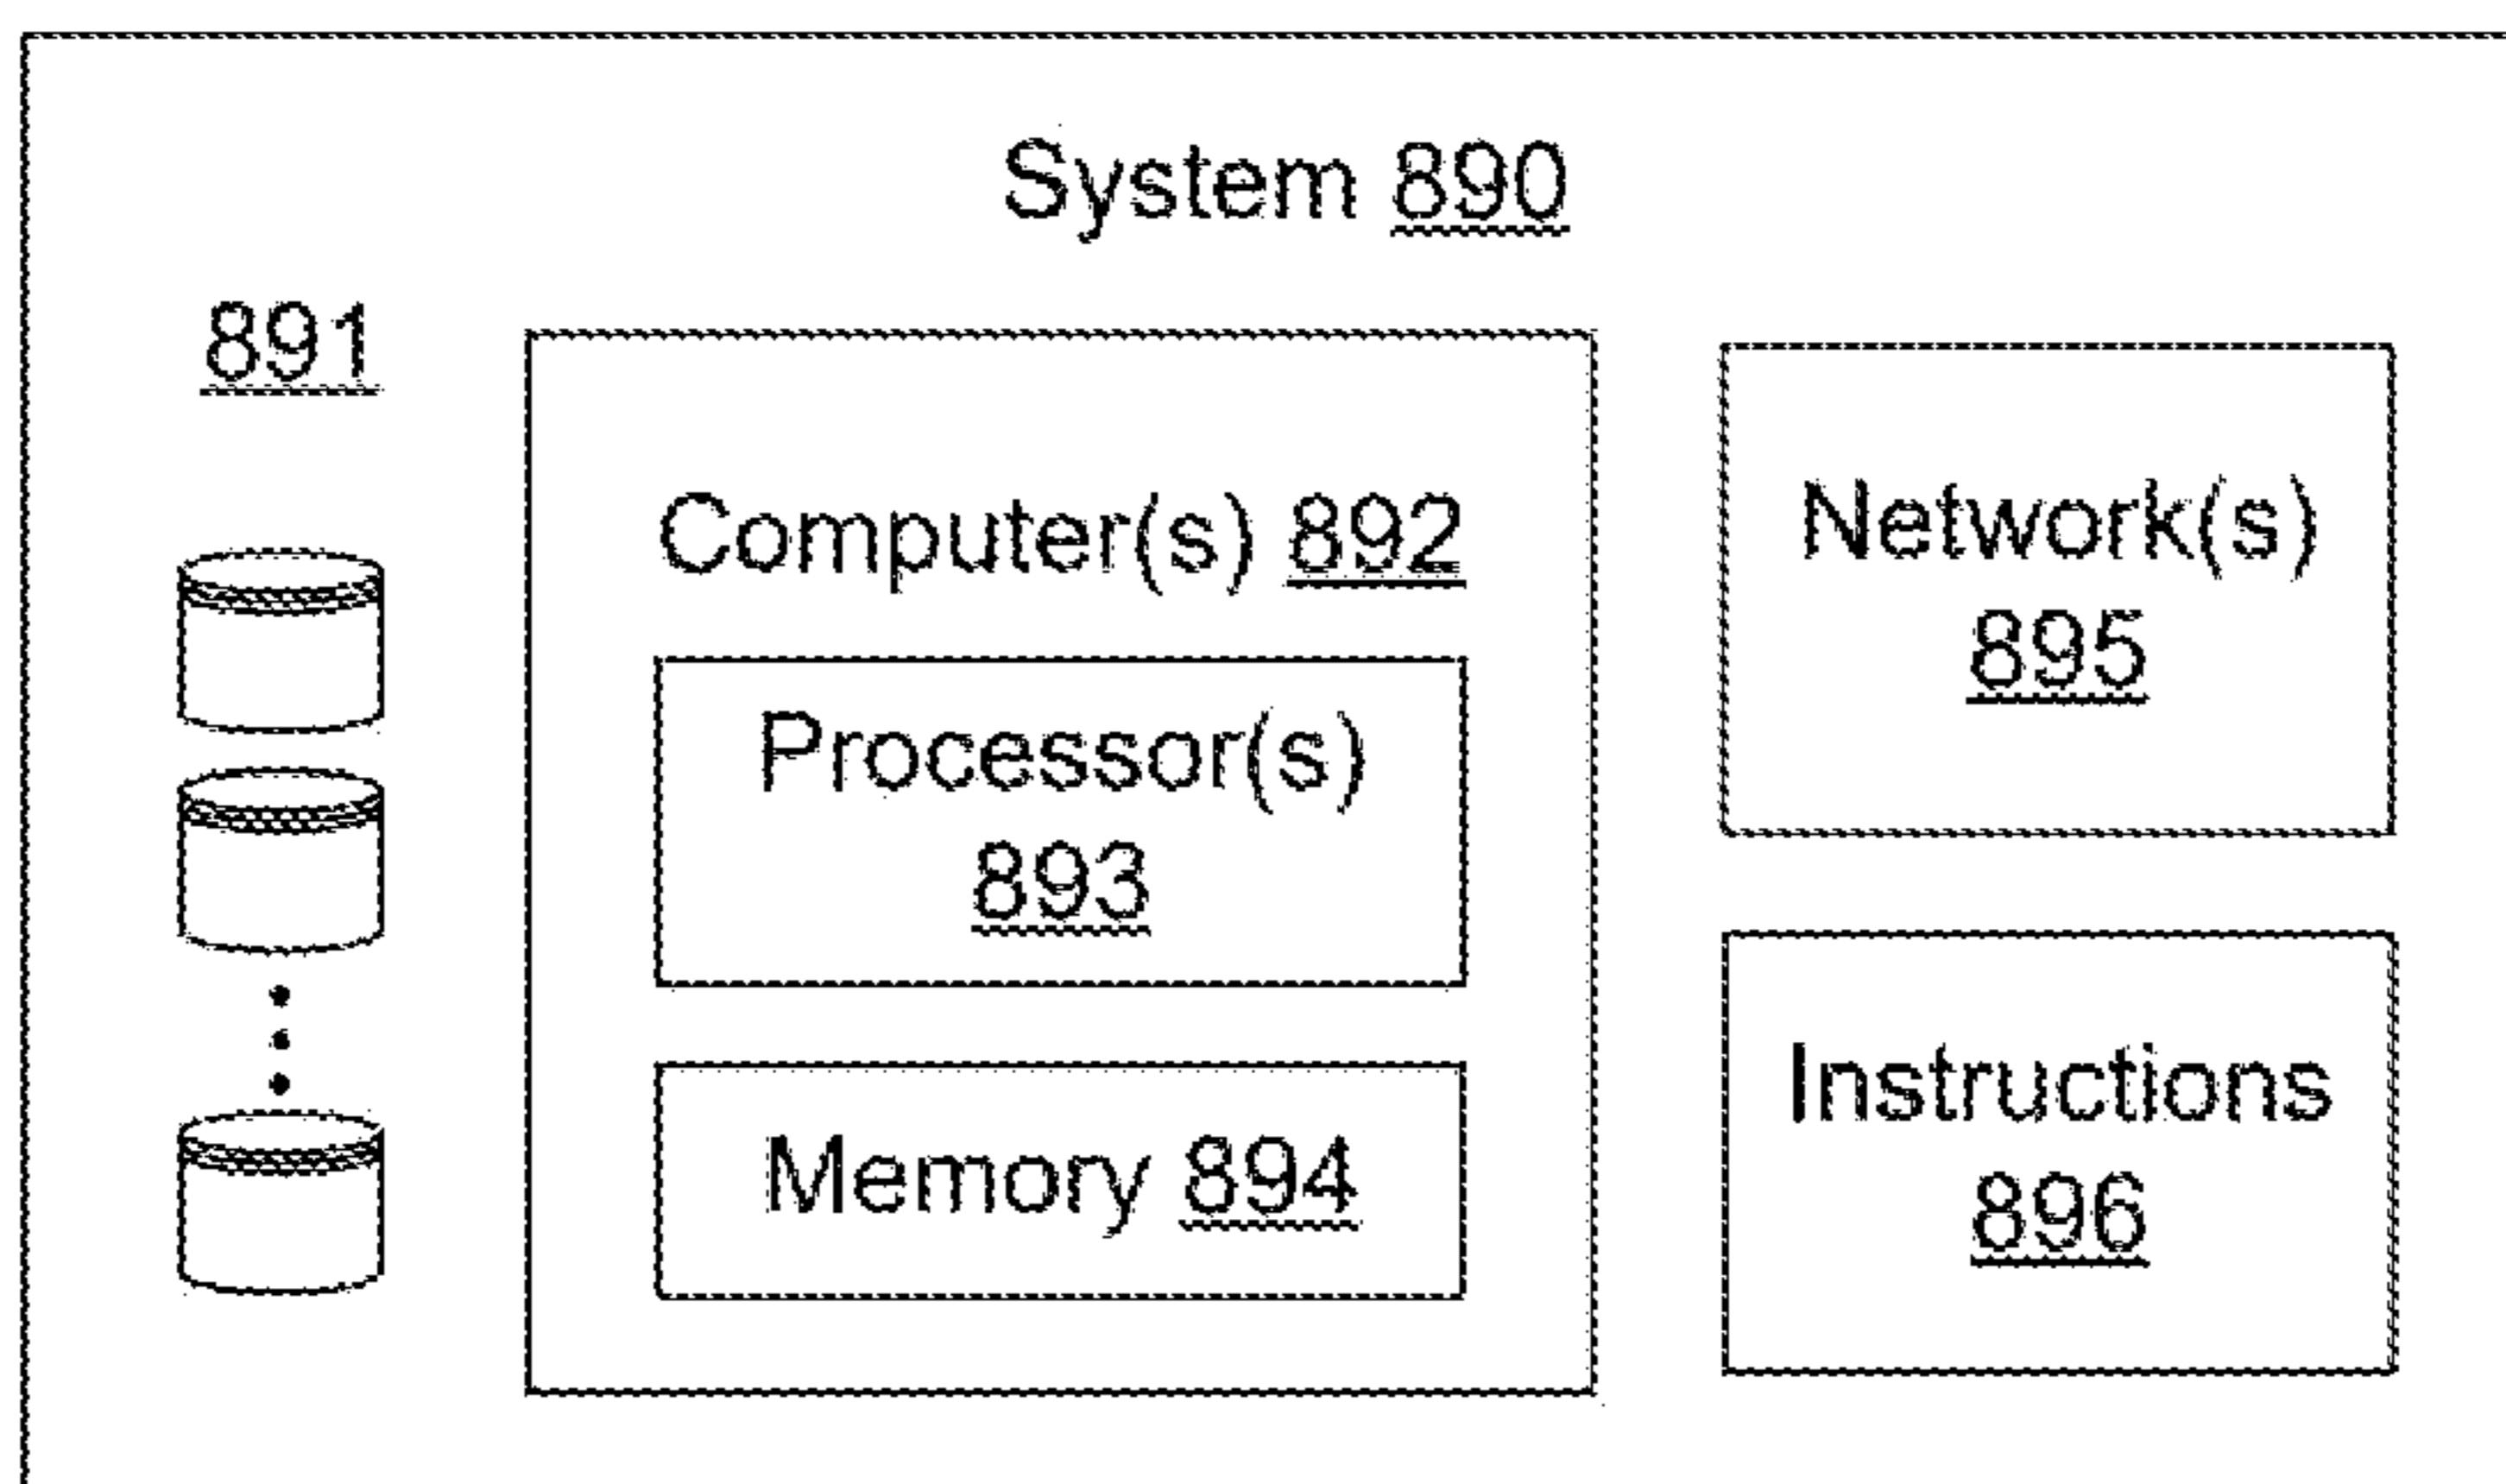 System 890
891
Computer(s) 892
Processor(s)
893
Memory 894
Network(s)
895
Instructions
896